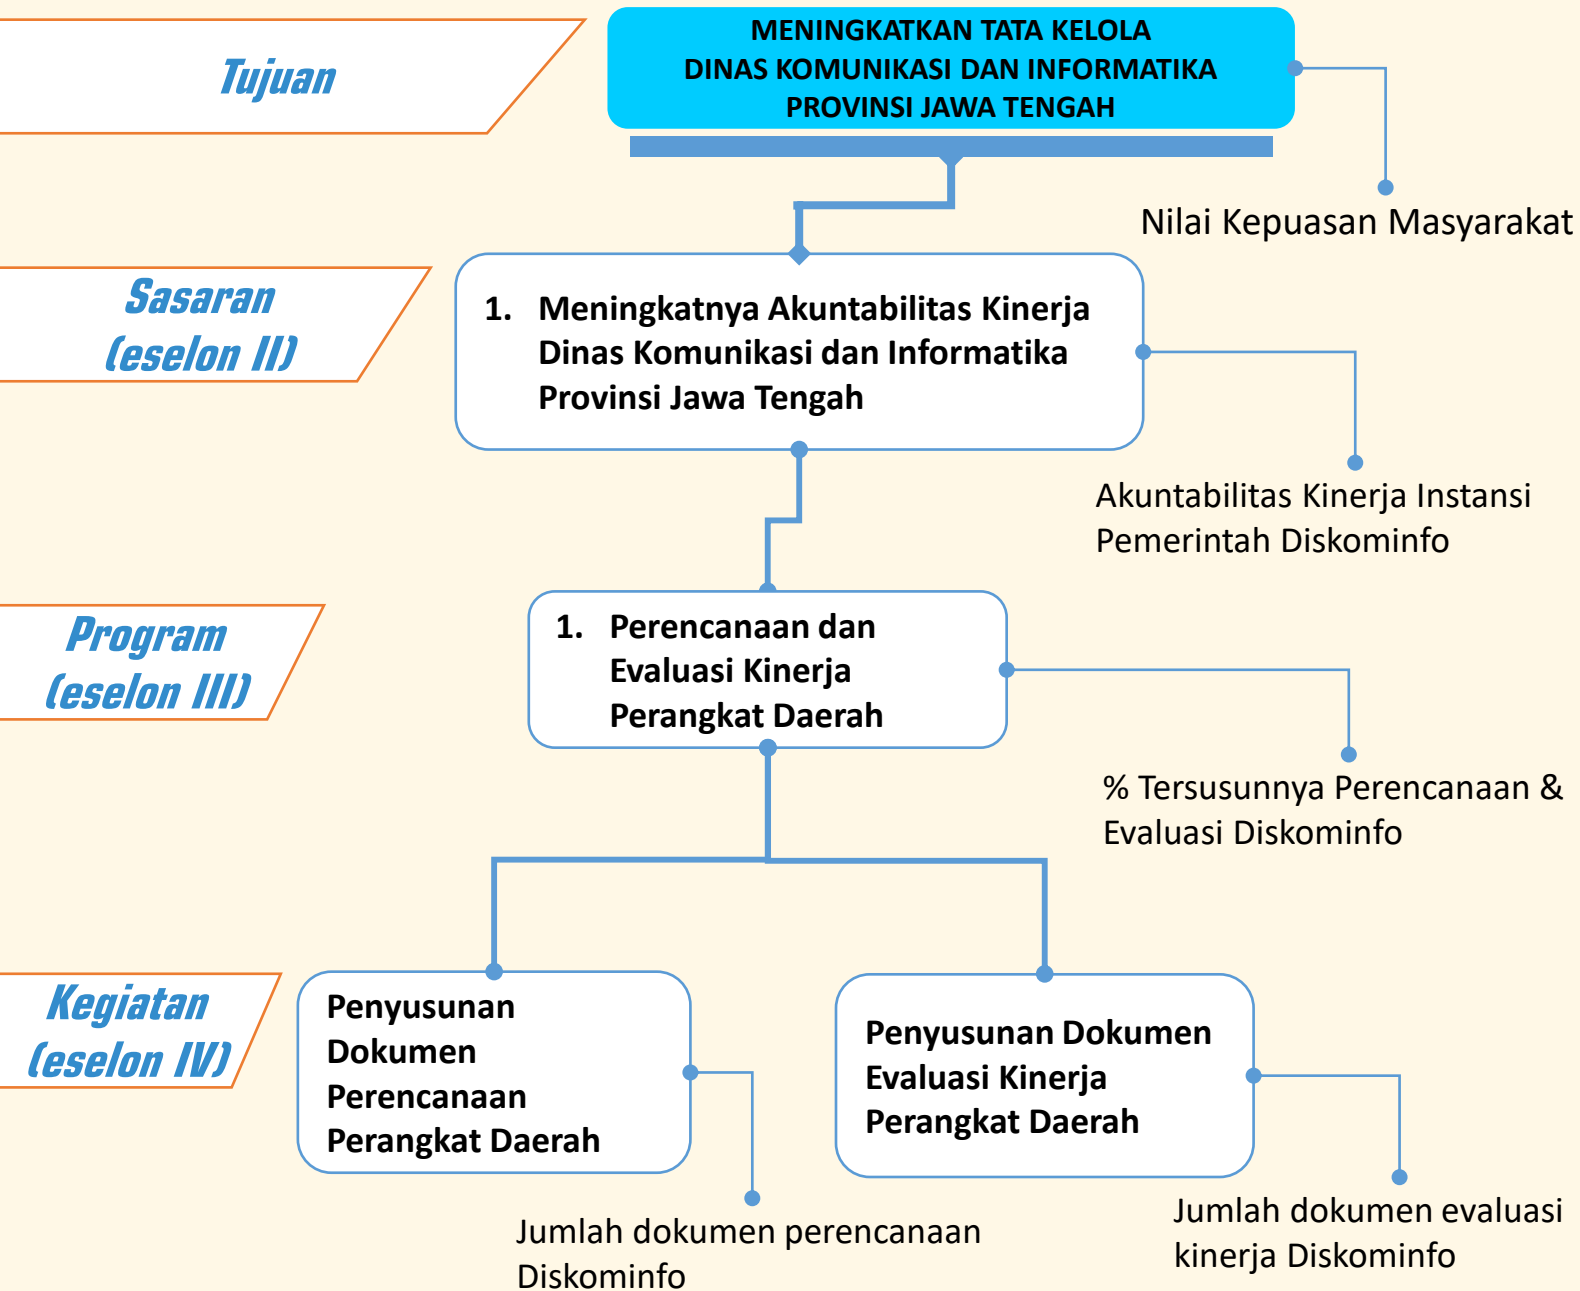 Tujuan
MENINGKATKAN TATA KELOLA
DINAS KOMUNIKASI DAN INFORMATIKA
PROVINSI JAWA TENGAH
Nilai Kepuasan Masyarakat
Sasaran
(eselon II)
1. Meningkatnya Akuntabilitas Kinerja
Dinas Komunikasi dan Informatika
Provinsi Jawa Tengah
Akuntabilitas Kinerja Instansi
Pemerintah Diskominfo
Program
(eselon III)
1. Perencanaan dan
Evaluasi Kinerja
Perangkat Daerah
% Tersusunnya Perencanaan &
Evaluasi Diskominfo
Kegiatan
(eselon IV)
Penyusunan
Dokumen
Perencanaan
Perangkat Daerah
Penyusunan Dokumen
Evaluasi Kinerja
Perangkat Daerah
Jumlah dokumen perencanaan
Diskominfo
Jumlah dokumen evaluasi
kinerja Diskominfo